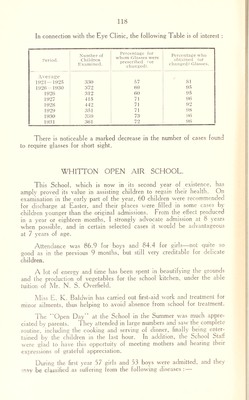 118
In connection with the Eye Clinic, the following Table is of interest :
Period. Number of Children Examined. Percentage for whom Glasses were prescribed or changed. Percentage who obtained or changed Glasses.
Average
1921—1925 330 57 81
1926—1930 372 66 95
1926 312 60 93
1927 413 71 96
1928 442 71 92
1929 351 71 98
1930 359 79 96
1931 361 72 96
There is noticeable a marked decrease in the number of cases found
to require glasses for short sight.
WHITTON OPEN AIR SCHOOL.
This School, which is now in its second year of existence, has
amply proved its value in assisting children to regain their health. On
examination in the early part of the year, 60 children were recommended
for discharge at Easter, and their places were filled in some cases by
children younger than the original admissions. From the effect produced
in a year or eighteen months, I strongly advocate admission at 8 years
when possible, and in certain selected cases it would be advantageous
at 7 years of age.
Attendance was 86.9 for boys and 84.4 for girls—not quite so
good as in the previous 9 months, but still very creditable for delicate
children.
A lot of energy and time has been spent in beautifying the grounds
and the production of vegetables for the school kitchen, under the able
tuition of Mr. N. S. Overfield.
Miss E. K. Baldwin has carried out first-aid work and treatment for
minor ailments, thus helping to avoid absence from school for treatment.
The "Open Day" at the School in the Summer was much appre-
ciated by parents. They attended in large numbers and saw the complete
routine, including the cooking and serving of dinner, finally being enter-
tained by the children in the last hour. In addition, the School Staff
were glad to have this opportunity of meeting mothers and hearing their
expressions of grateful appreciation.
During the first year 57 girls and 53 boys were admitted, and they
may be classified as suffering from the following diseases :—